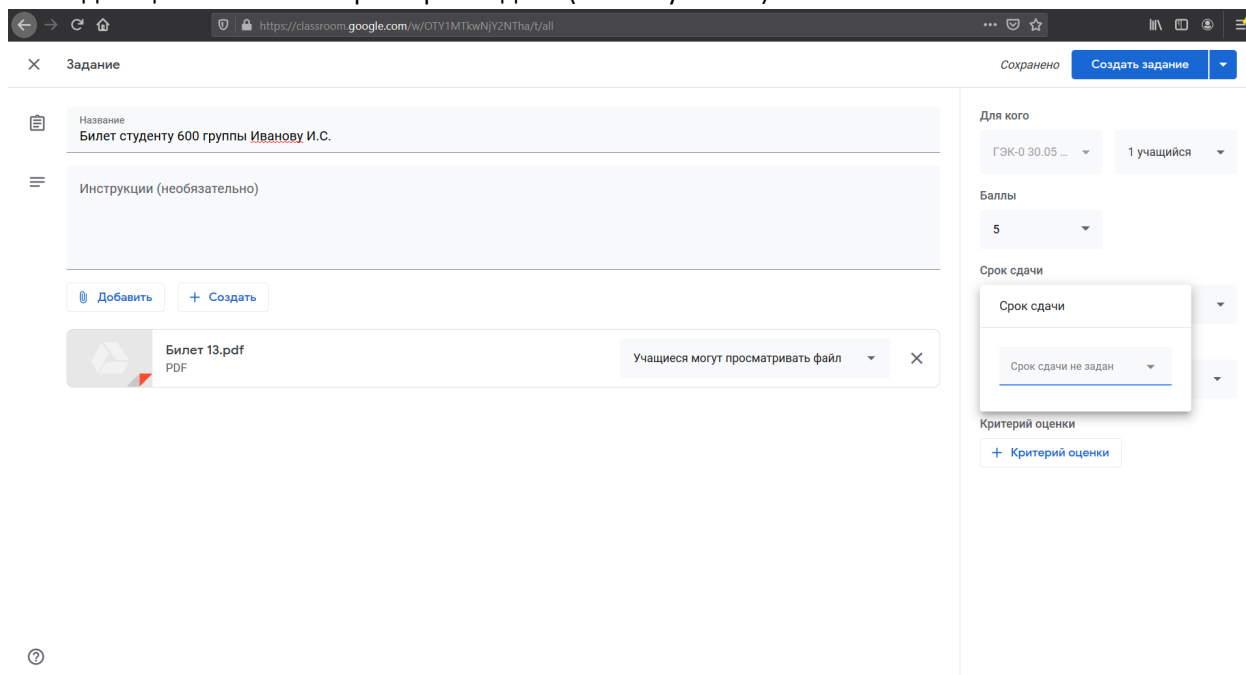 https://classroom.google.com/w/OTY1MTkwNjY2NTha/t/all
Задание
Сохранено
Создать задание
Название
Билет студенту 600 группы Иванову И.С.
Инструкции (необязательно)
Добавить
+ Создать
Билет 13.pdf
PDF
Учащиеся могут просматривать файл
Для кого
ГЭК-0 30.05 ...
1 учащийся
Баллы
5
Срок сдачи
Срок сдачи
Срок сдачи не задан
Критерий оценки
+ Критерий оценки